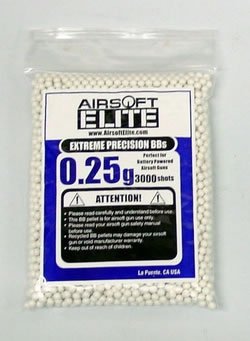 AIRSOFT
ELITE
www.AirsoftElite.com
EXTREME PRECISION BBs
0.25g
Perfect for
Battery Powered
Airsoft Guns
3000 shots
ATTENTION!
• Please read carefully and understand before use.
• This BB pellet is for airsoft gun use only.
• Please read your airsoft gun safety manual
before use.
• Recycled BB pellets may damage your airsoft
gun or void manufacturer warranty.
• Keep out of reach of children.
La Puente, CA USA